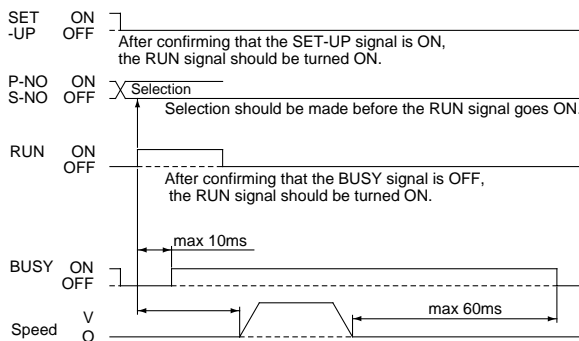 SET ON
-UP OFF
After confirming that the SET-UP signal is ON,
the RUN signal should be turned ON.
P-NO ON
S-NO OFF
Selection
Selection should be made before the RUN signal goes ON.
RUN ON
OFF
After confirming that the BUSY signal is OFF,
the RUN signal should be turned ON.
max 10ms
BUSY ON
OFF
max 60ms
V
Speed O